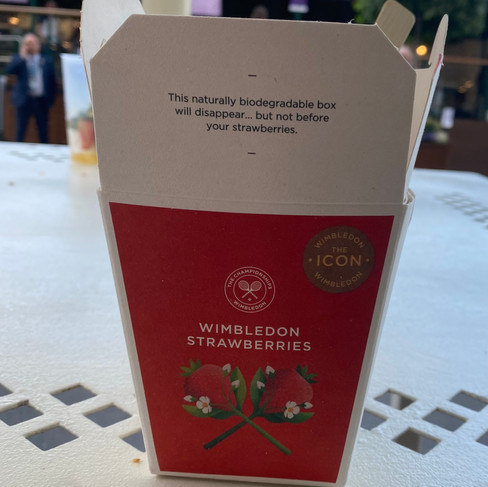 This naturally biodegradable box
will disappear... but not before
your strawberries.
WIMBLEDON
THE
ICON
WIMBLEDON
THE CHAMPIONSHIPS
WIMBLEDON
WIMBLEDON
STRAWBERRIES